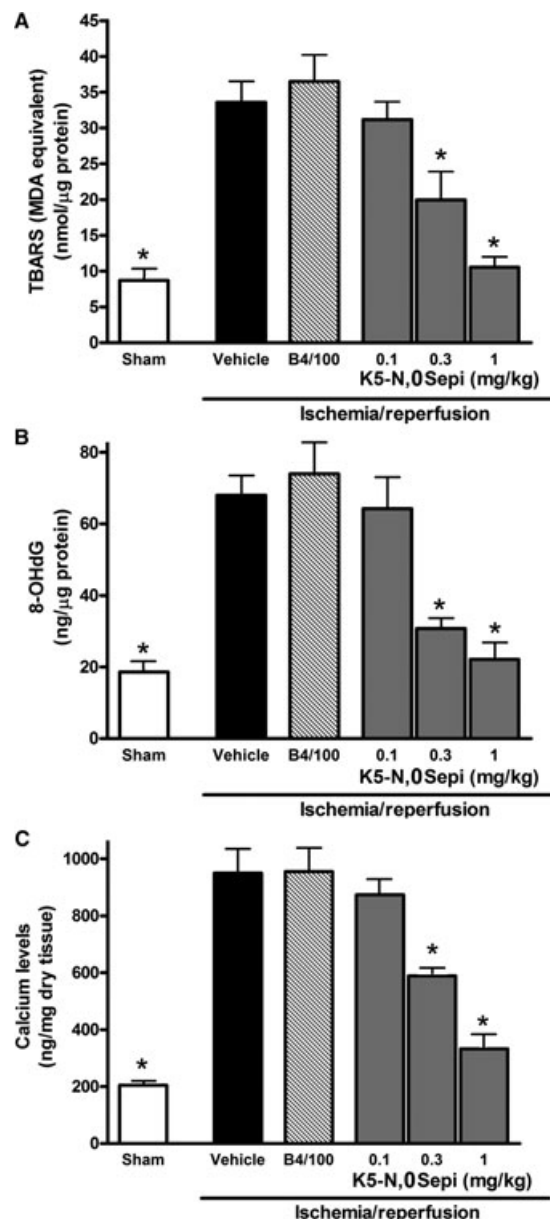 A
TBARS (MDA equivalent)
(nmol/µg protein)
45
40
35
30
25
20
15
10
5
0
*
*
*
Sham
Vehicle
B4/100
0.1
0.3
1
K5-N,0Sepi (mg/kg)
Ischemia/reperfusion
B
8-OHdG
(ng/µg protein)
80
60
40
20
0
*
*
*
Sham
Vehicle
B4/100
0.1
0.3
1
K5-N,0Sepi (mg/kg)
Ischemia/reperfusion
C
Calcium levels
(ng/mg dry tissue)
1000
800
600
400
200
0
*
*
*
Sham
Vehicle
B4/100
0.1
0.3
1
K5-N,0Sepi (mg/kg)
Ischemia/reperfusion